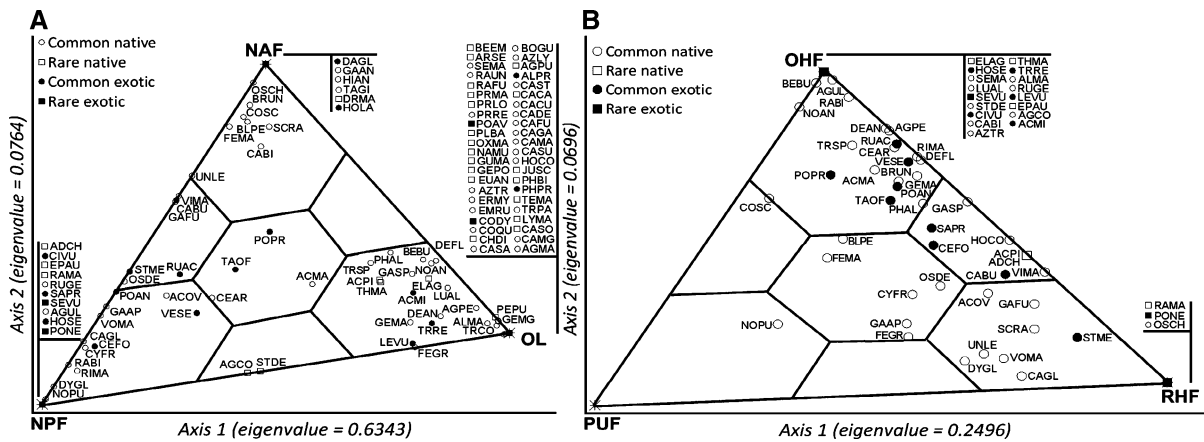 A
Common native
Rare native
Common exotic
Rare exotic
NAF
DAGL
GAAN
HIAN
TAGI
DRMA
HOLA
BEEM BOGU
ARSE AZLY
SEMA AGPU
RAUN ALPR
RAFU CAST
PRMA CACA
PRLO CACU
PRRE CADE
POAV CAFU
PLBA CAGA
OXMA CAMA
NAMU CASU
GUMA HOCO
GEPO JUSC
EUAN PHBI
AZTR PHPR
ERMY TEMA
EMRU TRPA
CODY LYMA
COQU CASO
CHDI CAMG
CASA AGMA
OSCH
BRUN
COSC
BLPE SCRA
FEMA
CABI
UNLE
VIMA
CABU
GAFU
ADCH
CIVU
EPAU
RAMA
RUGE
SAPR
SEVU
AGUL
HOSE
PONE
STME RUAC
OSDE
POPR
TAOF
ACMA
POAN ACOV CEAR
GAAP
VESE
VOMA
CAGL
CEFO
CYFR
RABI
RIMA
DYGL
NOPU
DEFL
PHAL BEBU
TRSP GASP NOAN
ACPI ELAG
THMA
ACMI LUAL
DEAN AGPE PEPU
GEMA ALMA GEMG
TRRE TRCO
LEVU
FEGR
AGCO STDE
OL
NPF
Axis 1 (eigenvalue = 0.6343)
Axis 2 (eigenvalue = 0.0764)
B
Common native
Rare native
Common exotic
Rare exotic
OHF
ELAG THMA
HOSE TRRE
SEMA ALMA
LUAL RUGE
SEVU LEVU
STDE EPAU
CIVU AGCO
CABI ACMI
AZTR
BEBU
AGUL
RABI
NOAN
DEAN AGPE
RUAC
TRSP CEAR RIMA
VESE DEFL
POPR ACMA BRUN
GEMA
POAN
TAOF
PHAL GASP
COSC
SAPR
CEFO
HOCO
ACPI
ADCH
CABU VIMA
BLPE
FEMA
OSDE
CYFR
ACOV GAFU
NOPU GAAP
FEGR
SCRA
STME
UNLE
VOMA
DYGL
CAGL
RAMA
PONE
OSCH
RHF
PUF
Axis 1 (eigenvalue = 0.2496)
Axis 2 (eigenvalue = 0.0696)